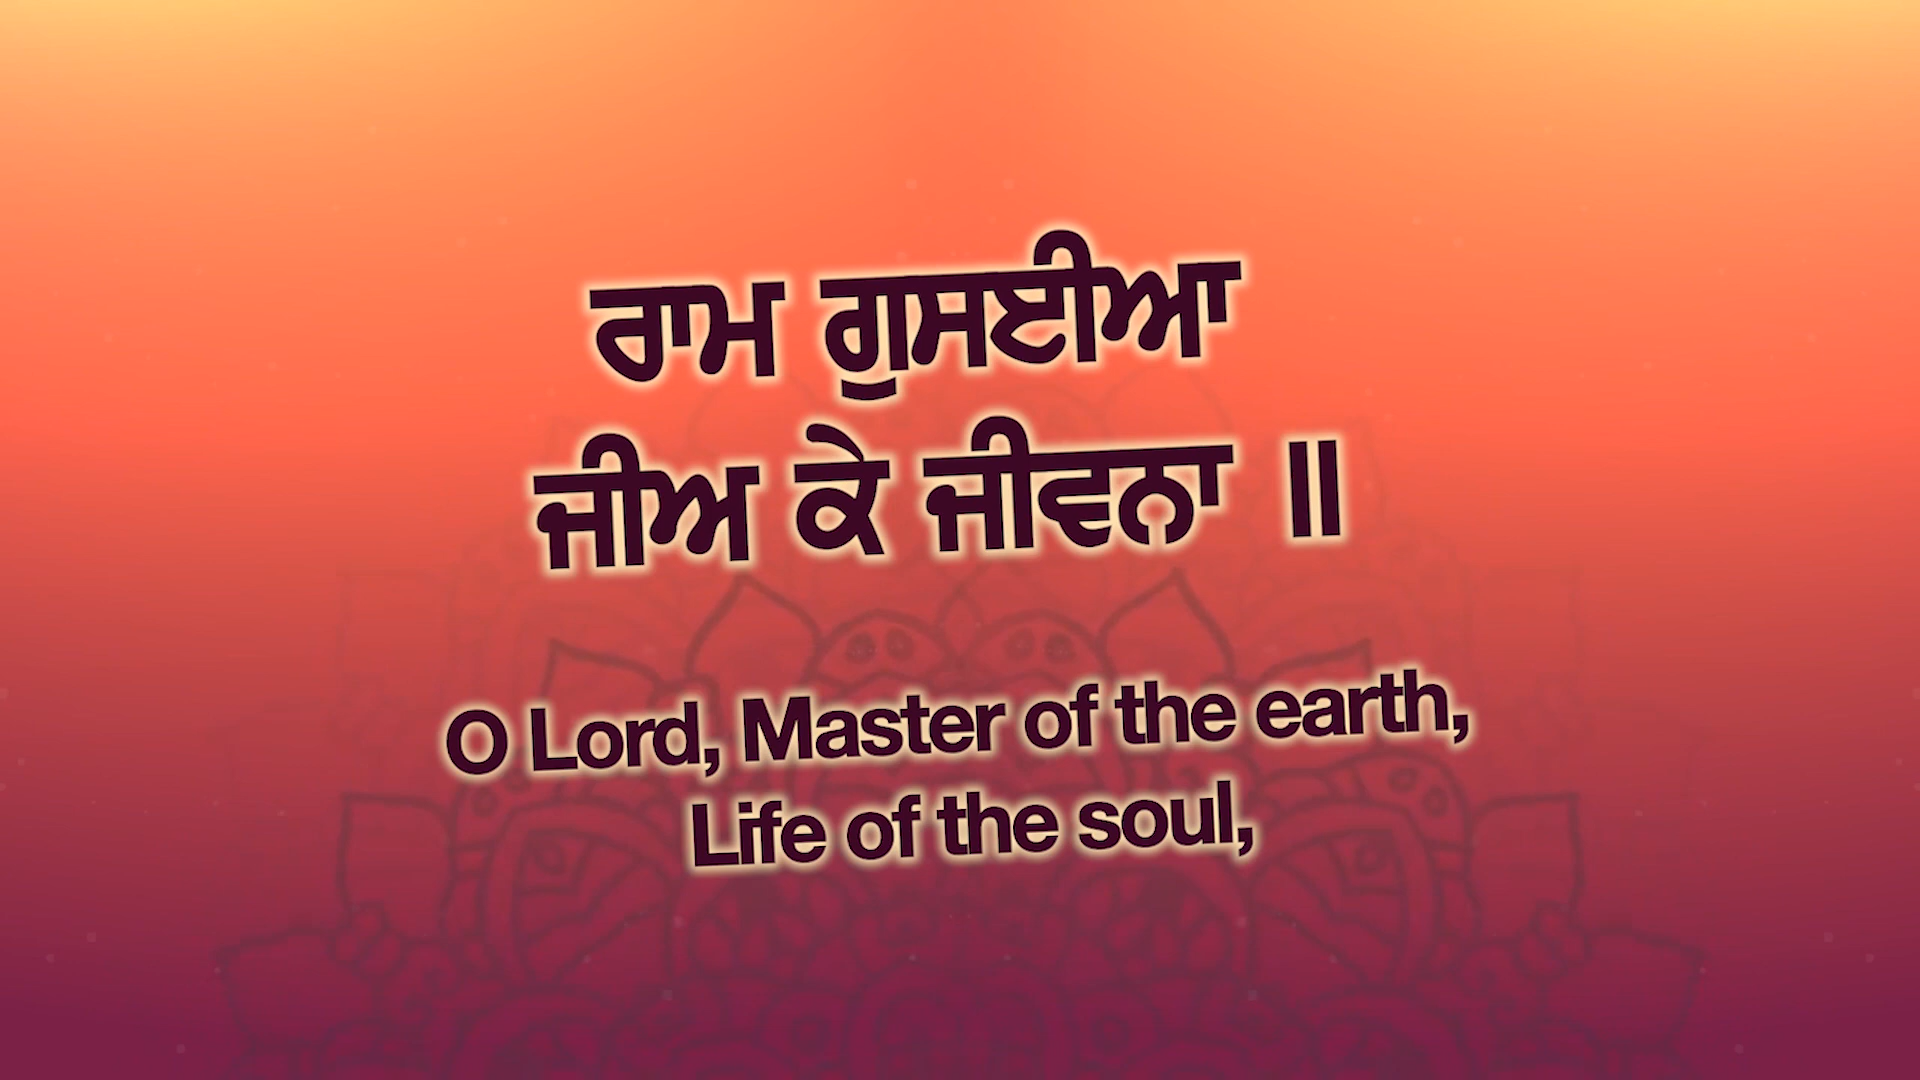 ਰਾਮ ਗੁਸਈਆ
ਜੀਅ ਕੇ ਜੀਵਨਾ ॥
O Lord, Master of the earth,
Life of the soul,